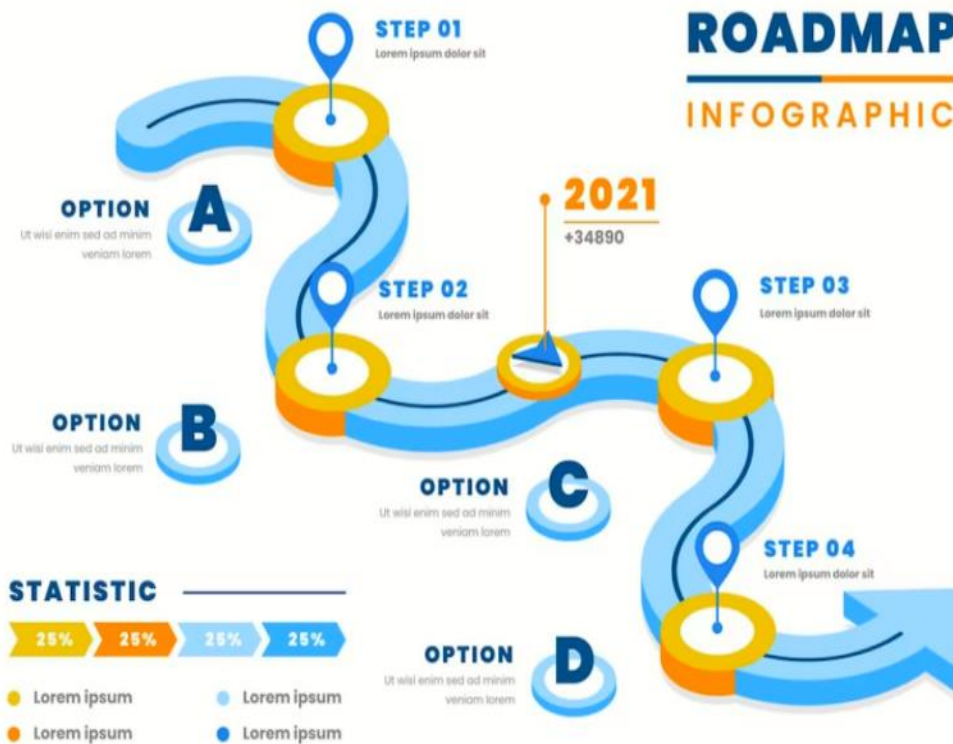 ROADMAP
INFOGRAPHIC
STEP 01
Lorem ipsum dolor sit
OPTION
A
Ut wisi enim sed ad minim
veniam lorem
2021
+34890
STEP 02
Lorem ipsum dolor sit
STEP 03
Lorem ipsum dolor sit
OPTION
B
Ut wisi enim sed ad minim
veniam lorem
OPTION
C
Ut wisi enim sed ad minim
veniam lorem
STEP 04
Lorem ipsum dolor sit
STATISTIC
25% 25% 25% 25%
Lorem ipsum Lorem ipsum
Lorem ipsum Lorem ipsum
OPTION
D
Ut wisi enim sed ad minim
veniam lorem